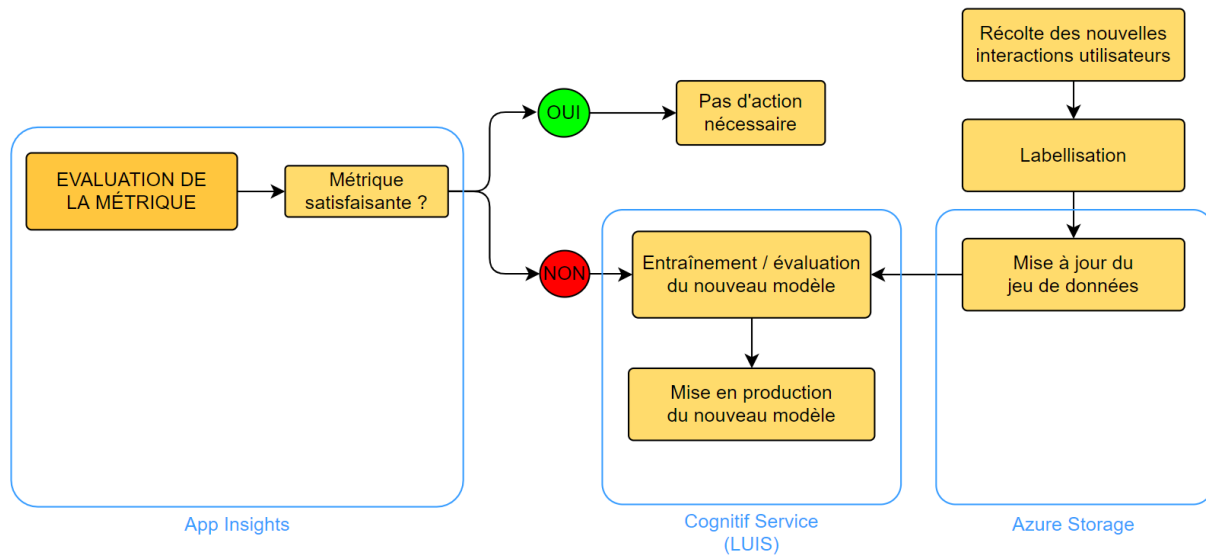 Récolte des nouvelles
interactions utilisateurs
OUI
Pas d'action
nécessaire
Labellisation
EVALUATION DE
LA MÉTRIQUE
Métrique
satisfaisante ?
NON
Entraînement / évaluation
du nouveau modèle
Mise à jour du
jeu de données
Mise en production
du nouveau modèle
App Insights
Cognitif Service
(LUIS)
Azure Storage